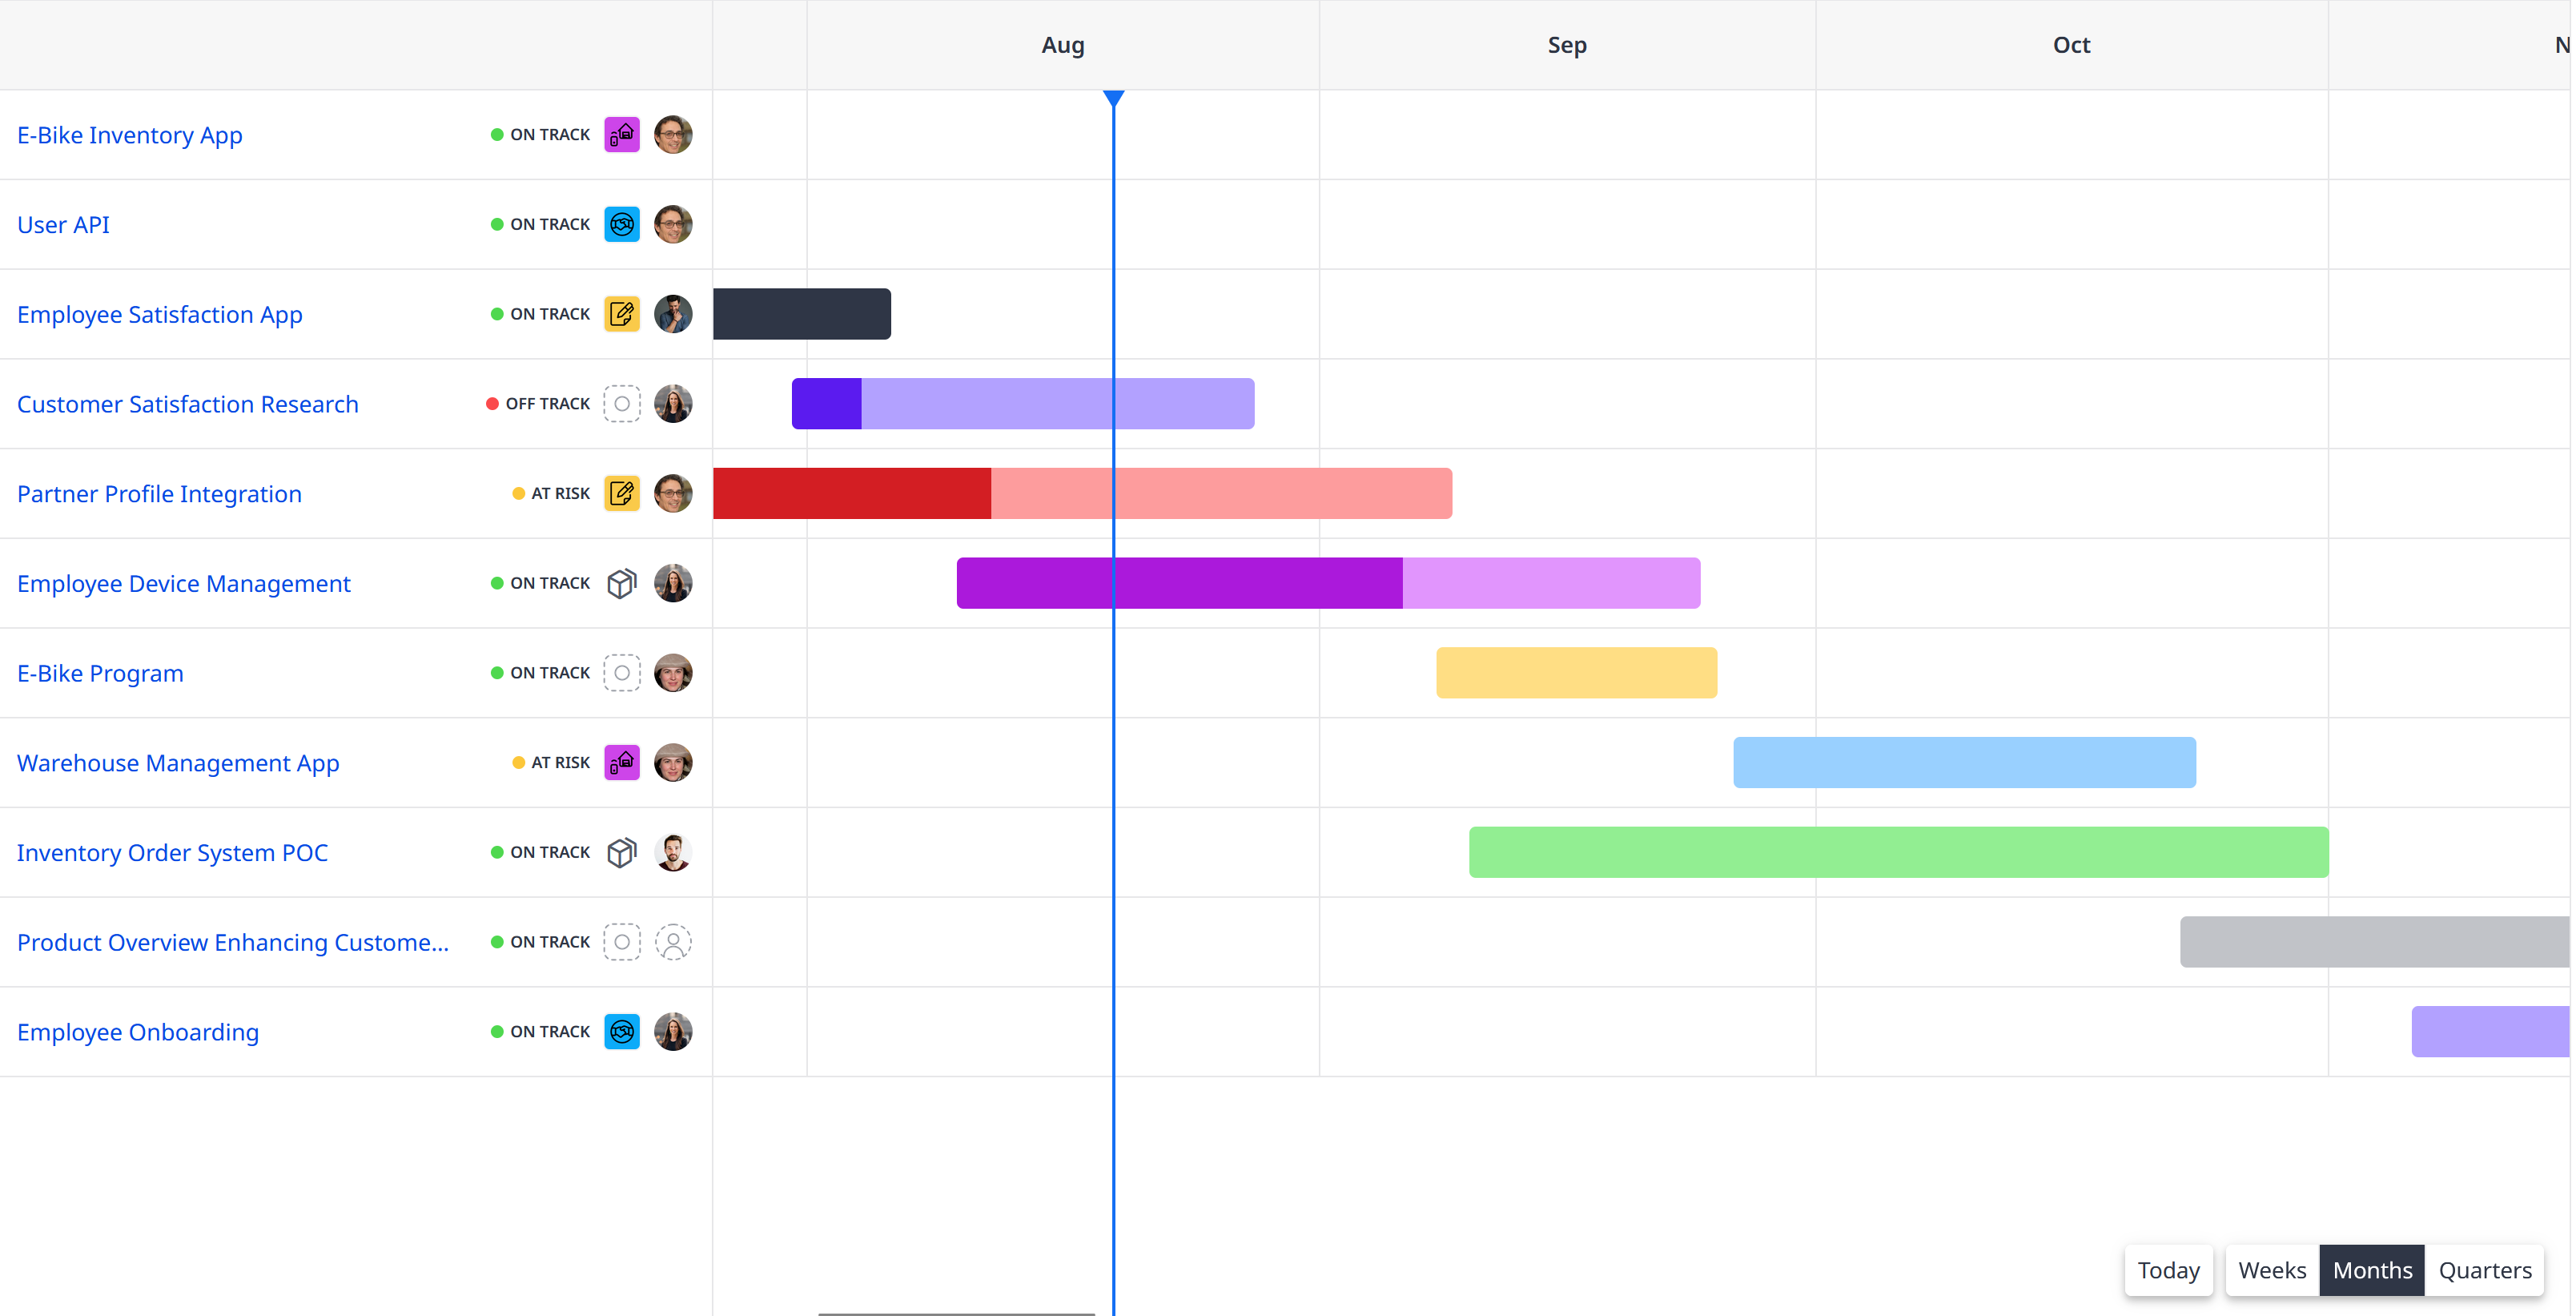 Aug Sep Oct N
E-Bike Inventory App ON TRACK
User API ON TRACK
Employee Satisfaction App ON TRACK
Customer Satisfaction Research OFF TRACK
Partner Profile Integration AT RISK
Employee Device Management ON TRACK
E-Bike Program ON TRACK
Warehouse Management App AT RISK
Inventory Order System POC ON TRACK
Product Overview Enhancing Custome... ON TRACK
Employee Onboarding ON TRACK
Today Weeks Months Quarters